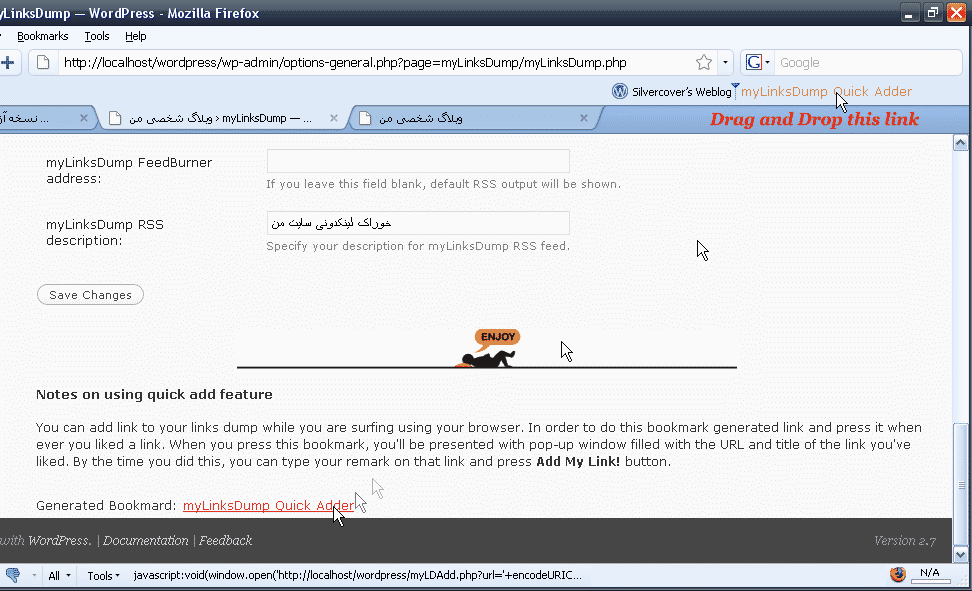 yLinksDump — WordPress - Mozilla Firefox
Bookmarks Tools Help
http://localhost/wordpress/wp-admin/options-general.php?page=myLinksDump/myLinksDump.php
Google
Silvercover's Weblog myLinksDump Quick Adder
... نسخه آز
وبلاگ شخصی من › myLinksDump — ...
وبلاگ شخصی من
Drag and Drop this link
myLinksDump FeedBurner
address:
If you leave this field blank, default RSS output will be shown.
myLinksDump RSS
description:
خوراک لینکدونی سایت من
Specify your description for myLinksDump RSS feed.
Save Changes
ENJOY
Notes on using quick add feature
You can add link to your links dump while you are surfing using your browser. In order to do this bookmark generated link and press it when
ever you liked a link. When you press this bookmark, you'll be presented with pop-up window filled with the URL and title of the link you've
liked. By the time you did this, you can type your remark on that link and press Add My Link! button.
Generated Bookmard: myLinksDump Quick Adder
with WordPress. | Documentation | Feedback
Version 2.7
All Tools javascript:void(window.open('http://localhost/wordpress/myLDAdd.php?url='+encodeURIC...
N/A